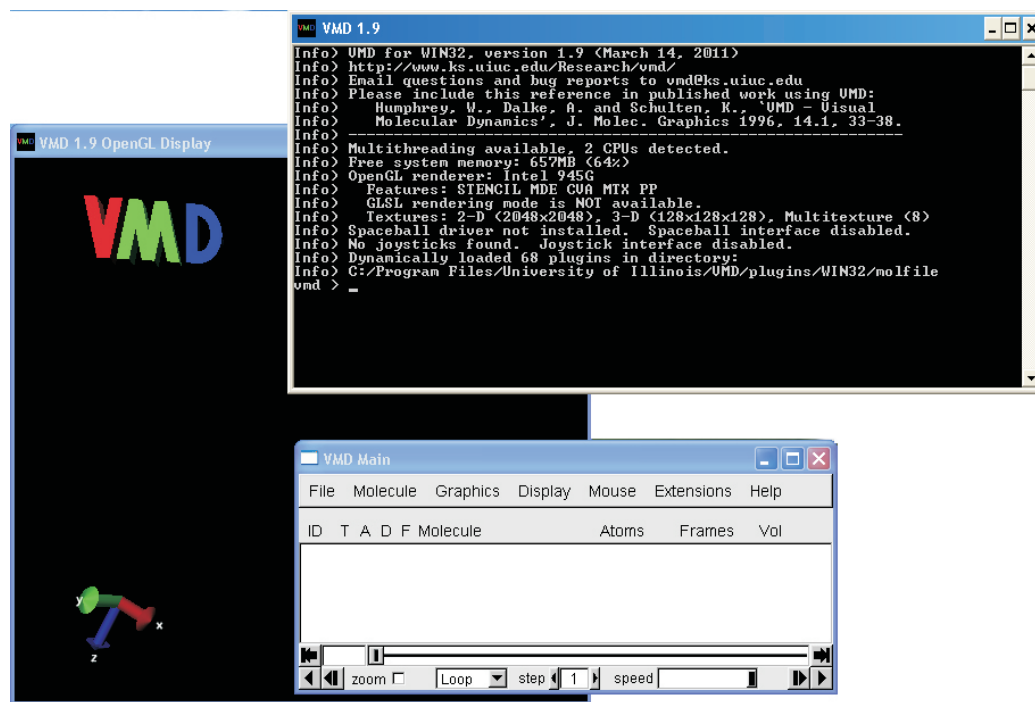 VMD VMD 1.9
Info) VMD for WIN32, version 1.9 (March 14, 2011)
Info) http://www.ks.uiuc.edu/Research/vmd/
Info) Email questions and bug reports to vmd@ks.uiuc.edu
Info) Please include this reference in published work using VMD:
Info)    Humphrey, W., Dalke, A. and Schulten, K., `VMD - Visual
Info)    Molecular Dynamics', J. Molec. Graphics 1996, 14.1, 33-38.
Info) -------------------------------------------------------------
Info) Multithreading available, 2 CPUs detected.
Info) Free system memory: 657MB (64%)
Info) OpenGL renderer: Intel 945G
Info)   Features: STENCIL MDE CVA MTX PP
Info)   GLSL rendering mode is NOT available.
Info)   Textures: 2-D (2048x2048), 3-D (128x128x128), Multitexture (8)
Info) Spaceball driver not installed.  Spaceball interface disabled.
Info) No joysticks found.  Joystick interface disabled.
Info) Dynamically loaded 68 plugins in directory:
Info) C:/Program Files/University of Illinois/VMD/plugins/WIN32/molfile
vmd > _
VMD VMD 1.9 OpenGL Display
VMD
y
x
z
VMD Main
File Molecule Graphics Display Mouse Extensions Help
ID T A D F Molecule Atoms Frames Vol
zoom Loop step 1 speed